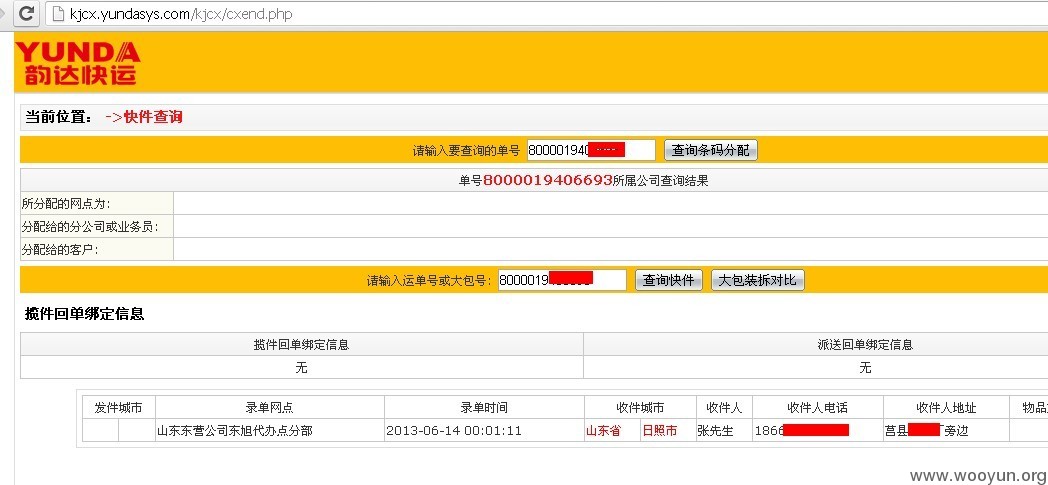 kjcx.yundasys.com/kjcx/cxend.php
YUNDA
韵达快运
当前位置： ->快件查询
请输入要查询的单号 80000194 查询条码分配
单号8000019406693所属公司查询结果
所分配的网点为：
分配给的分公司或业务员：
分配给的客户：
请输入运单号或大包号： 8000019 查询快件 大包装拆对比
揽件回单绑定信息
揽件回单绑定信息 派送回单绑定信息
无 无
发件城市 录单网点 录单时间 收件城市 收件人 收件人电话 收件人地址 物品
山东东营公司东旭代办点分部 2013-06-14 00:01:11 山东省 日照市 张先生 1866 莒县 旁边
www.wooyun.org